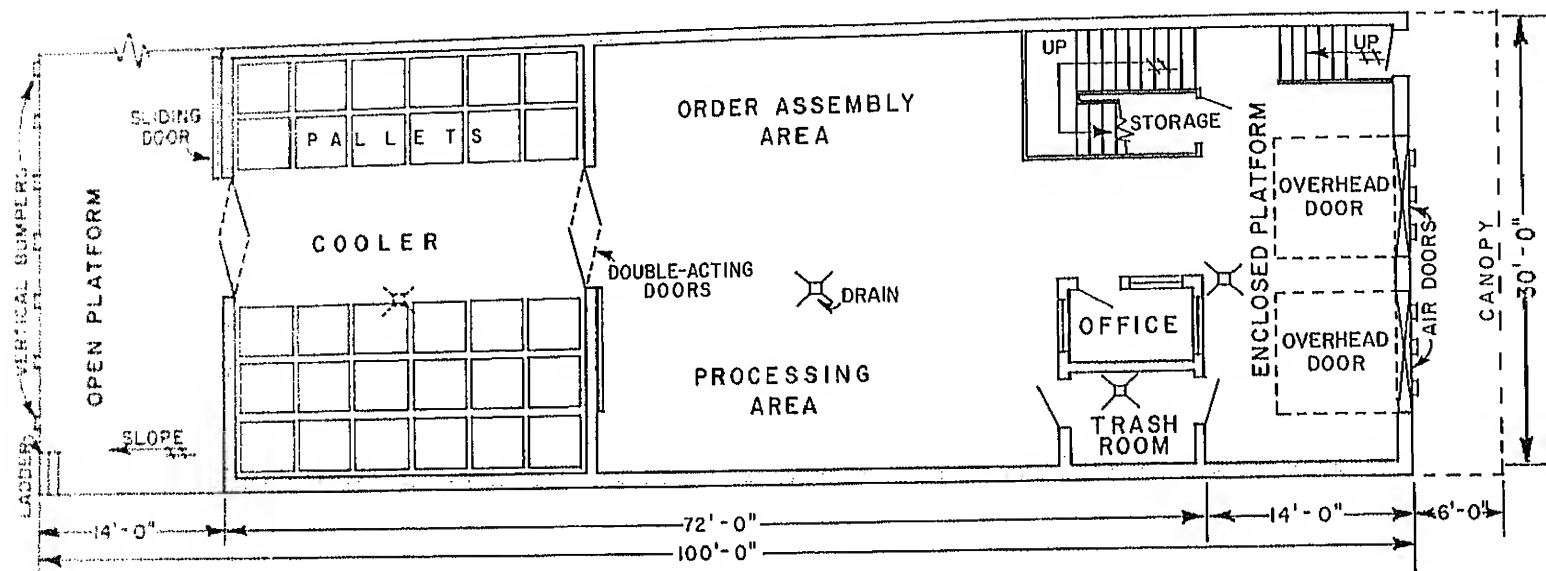 VERTICAL BUMPERS
LADDER
OPEN PLATFORM
SLIDING
DOOR
SLOPE
PALLETS
COOLER
DOUBLE-ACTING
DOORS
ORDER ASSEMBLY
AREA
DRAIN
PROCESSING
AREA
UP
STORAGE
OFFICE
TRASH
ROOM
UP
ENCLOSED PLATFORM
OVERHEAD
DOOR
OVERHEAD
DOOR
AIR DOORS
CANOPY
30'-0"
14'-0"
72'-0"
14'-0"
6'-0"
100'-0"